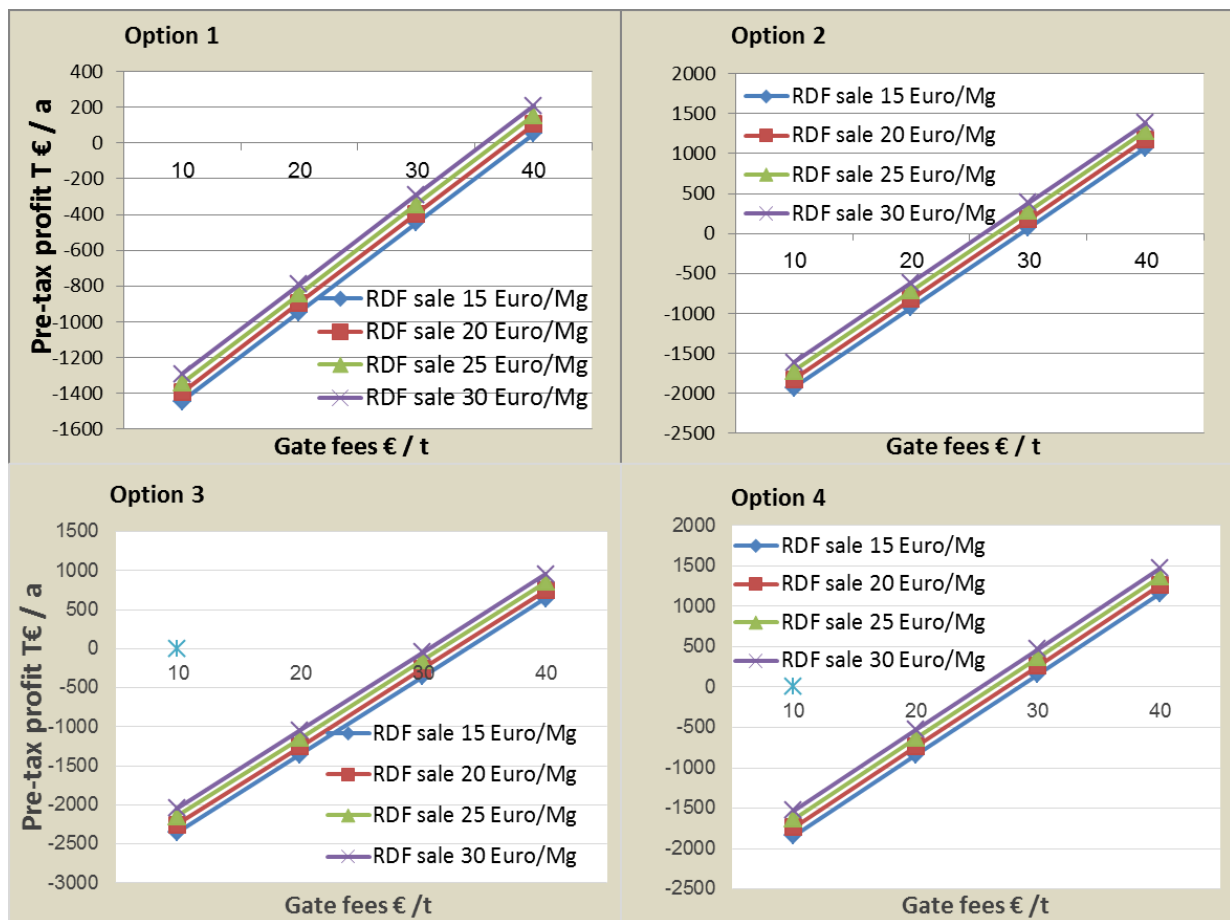 Option 1
Pre-tax profit T € / a
400
200
0
-200
-400
-600
-800
-1000
-1200
-1400
-1600
10 20 30 40
RDF sale 15 Euro/Mg
RDF sale 20 Euro/Mg
RDF sale 25 Euro/Mg
RDF sale 30 Euro/Mg
Gate fees € / t
Option 2
2000
1500
1000
500
0
-500
-1000
-1500
-2000
-2500
RDF sale 15 Euro/Mg
RDF sale 20 Euro/Mg
RDF sale 25 Euro/Mg
RDF sale 30 Euro/Mg
10 20 30 40
Gate fees € / t
Option 3
Pre-tax profit T€ / a
1500
1000
500
0
-500
-1000
-1500
-2000
-2500
-3000
10 20 30 40
RDF sale 15 Euro/Mg
RDF sale 20 Euro/Mg
RDF sale 25 Euro/Mg
RDF sale 30 Euro/Mg
Gate fees € /t
Option 4
2000
1500
1000
500
0
-500
-1000
-1500
-2000
-2500
RDF sale 15 Euro/Mg
RDF sale 20 Euro/Mg
RDF sale 25 Euro/Mg
RDF sale 30 Euro/Mg
10 20 30 40
Gate fees € /t